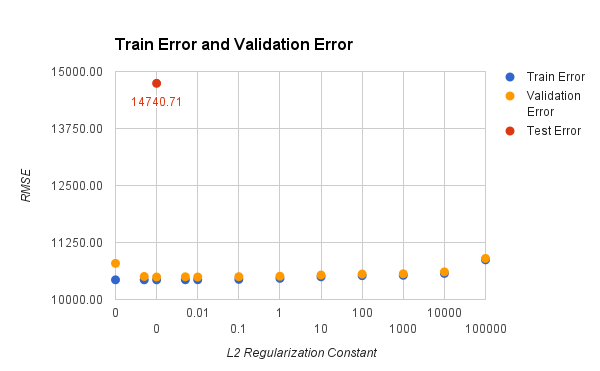 Train Error and Validation Error
15000.00
13750.00
12500.00
11250.00
10000.00
RMSE
14740.71
Train Error
Validation
Error
Test Error
0 0.01 1 100 10000
0 0.1 10 1000 100000
L2 Regularization Constant